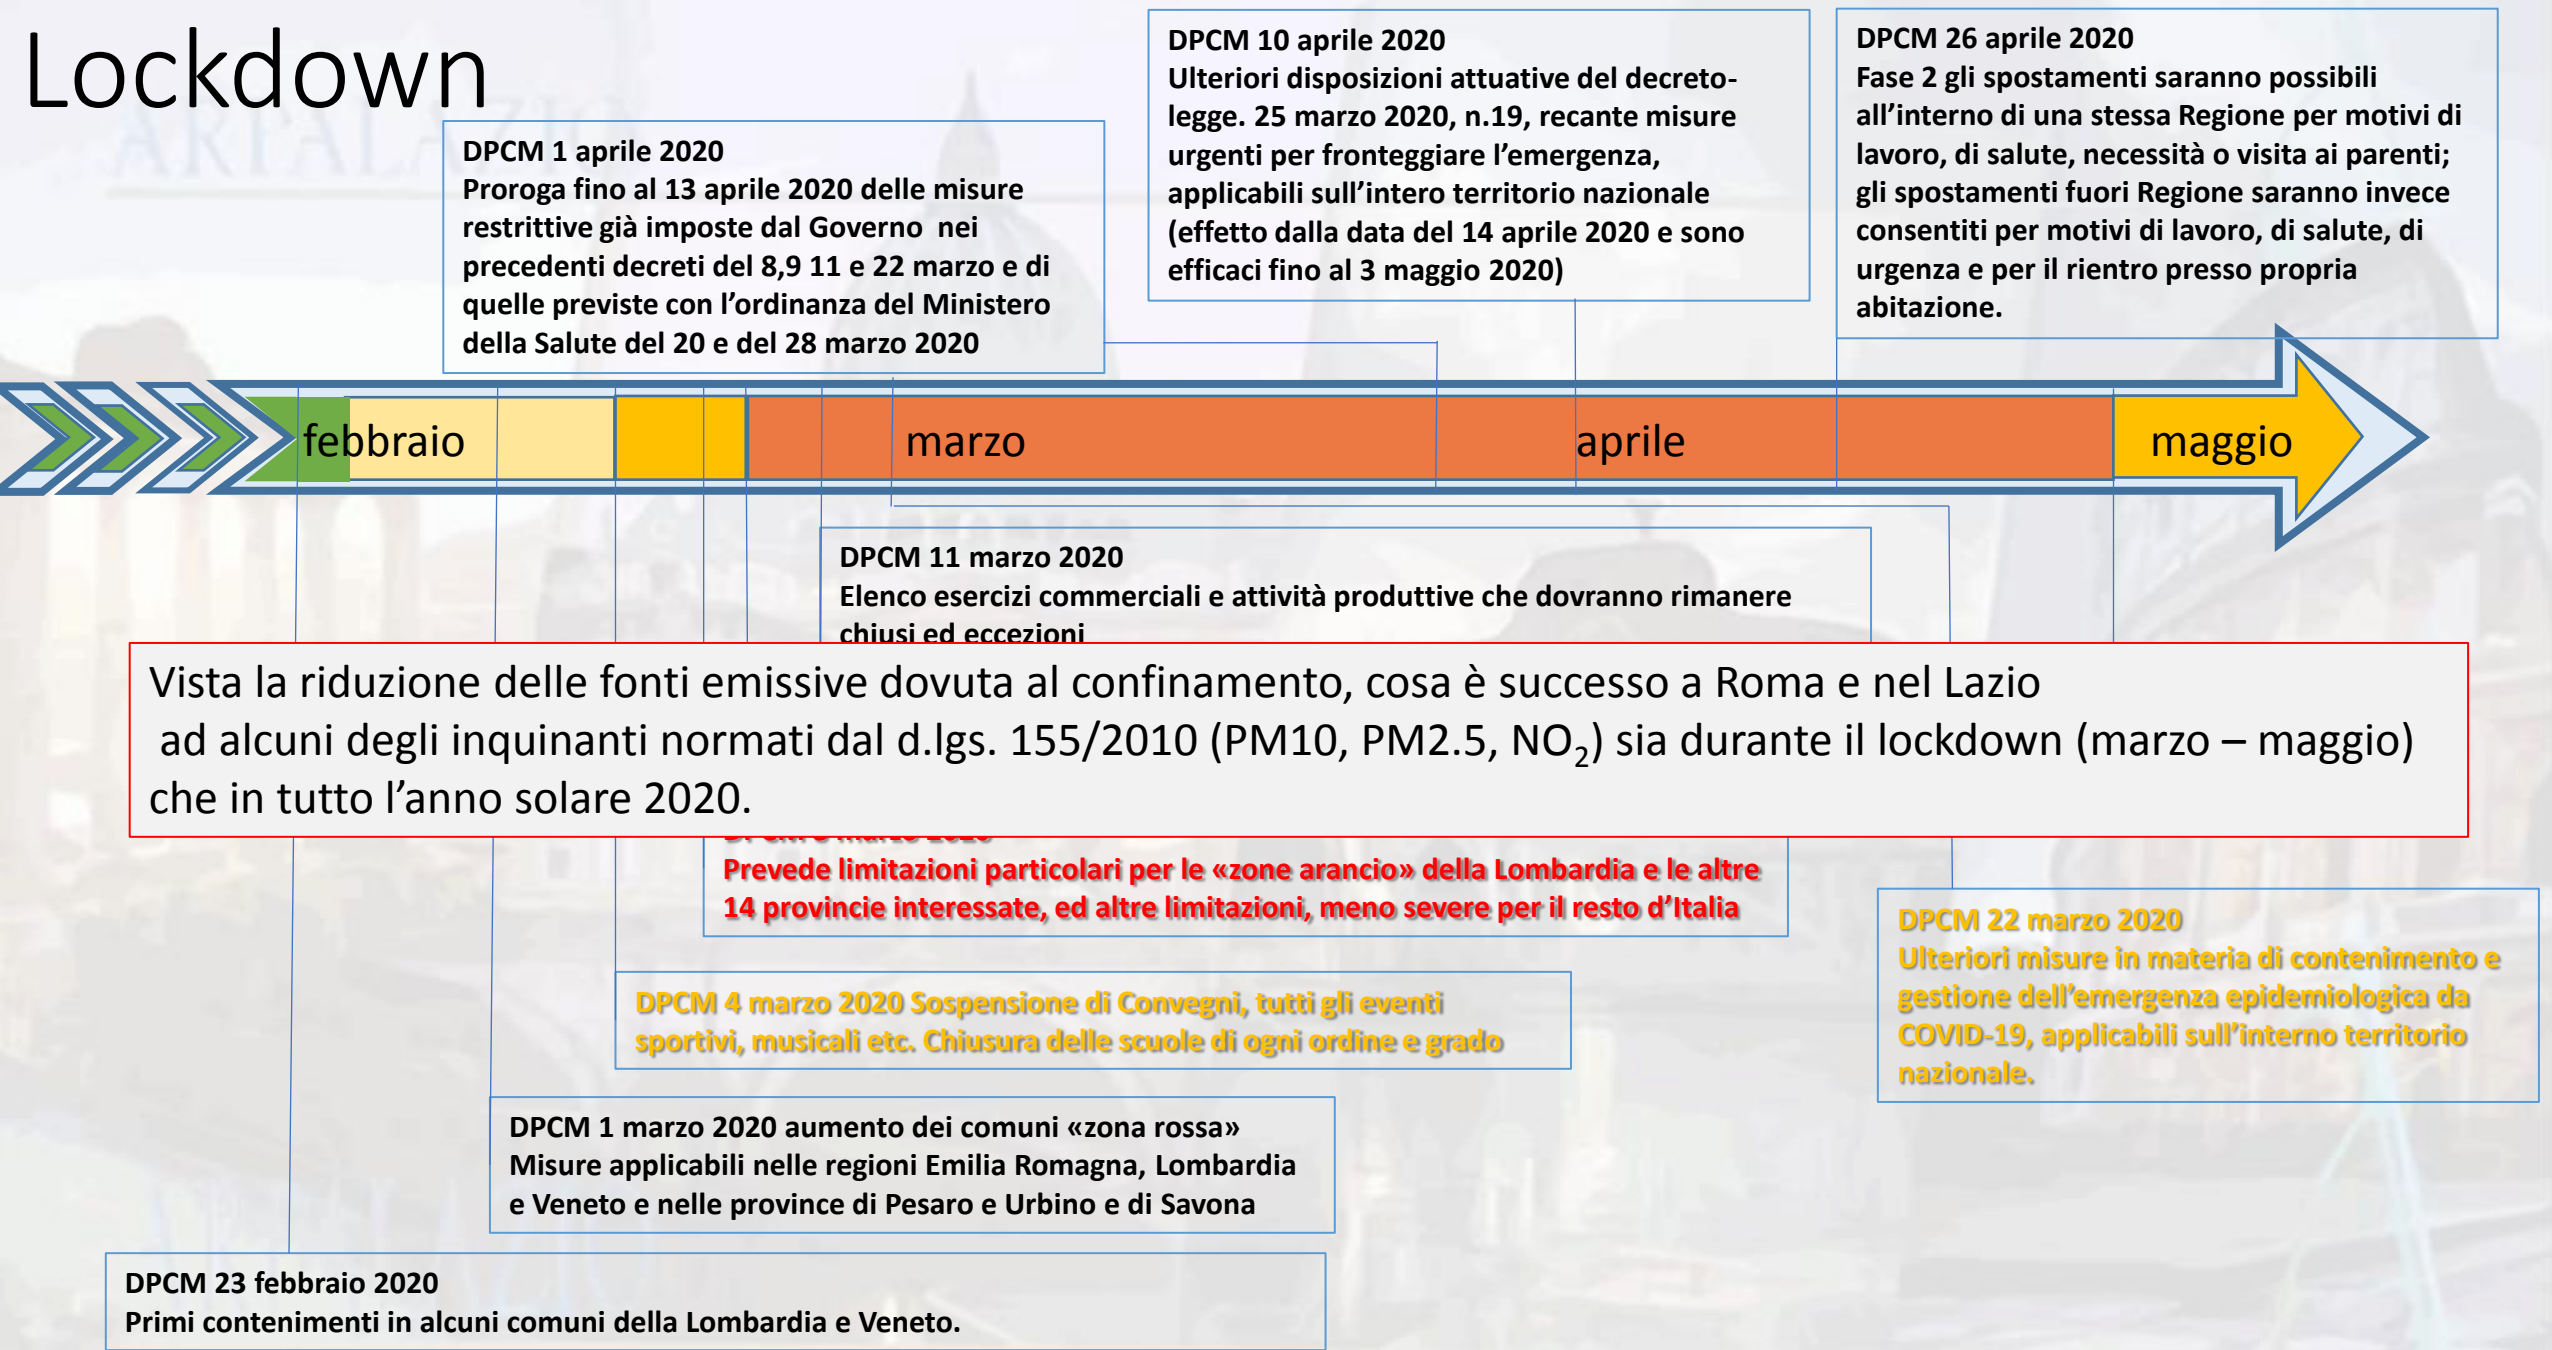 Lockdown
DPCM 1 aprile 2020
Proroga fino al 13 aprile 2020 delle misure
restrittive già imposte dal Governo nei
precedenti decreti del 8,9 11 e 22 marzo e di
quelle previste con l’ordinanza del Ministero
della Salute del 20 e del 28 marzo 2020
DPCM 10 aprile 2020
Ulteriori disposizioni attuative del decreto-
legge. 25 marzo 2020, n.19, recante misure
urgenti per fronteggiare l’emergenza,
applicabili sull’intero territorio nazionale
(effetto dalla data del 14 aprile 2020 e sono
efficaci fino al 3 maggio 2020)
DPCM 26 aprile 2020
Fase 2 gli spostamenti saranno possibili
all’interno di una stessa Regione per motivi di
lavoro, di salute, necessità o visita ai parenti;
gli spostamenti fuori Regione saranno invece
consentiti per motivi di lavoro, di salute, di
urgenza e per il rientro presso propria
abitazione.
ARPALAZIO
febbraio
marzo
aprile
maggio
DPCM 11 marzo 2020
Elenco esercizi commerciali e attività produttive che dovranno rimanere
chiusi ed eccezioni
Vista la riduzione delle fonti emissive dovuta al confinamento, cosa è successo a Roma e nel Lazio
ad alcuni degli inquinanti normati dal d.lgs. 155/2010 (PM10, PM2.5, NO₂) sia durante il lockdown (marzo – maggio)
che in tutto l’anno solare 2020.
Prevede limitazioni particolari per le «zone arancio» della Lombardia e le altre
14 provincie interessate, ed altre limitazioni, meno severe per il resto d’Italia
DPCM 22 marzo 2020
Ulteriori misure in materia di contenimento e
gestione dell’emergenza epidemiologica da
COVID-19, applicabili sull’interno territorio
nazionale.
DPCM 4 marzo 2020 Sospensione di Convegni, tutti gli eventi
sportivi, musicali etc. Chiusura delle scuole di ogni ordine e grado
DPCM 1 marzo 2020 aumento dei comuni «zona rossa»
Misure applicabili nelle regioni Emilia Romagna, Lombardia
e Veneto e nelle province di Pesaro e Urbino e di Savona
DPCM 23 febbraio 2020
Primi contenimenti in alcuni comuni della Lombardia e Veneto.